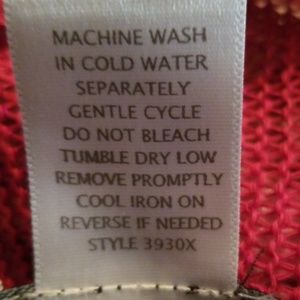 MACHINE WASH
IN COLD WATER
SEPARATELY
GENTLE CYCLE
DO NOT BLEACH
TUMBLE DRY LOW
REMOVE PROMPTLY
COOL IRON ON
REVERSE IF NEEDED
STYLE 3930X